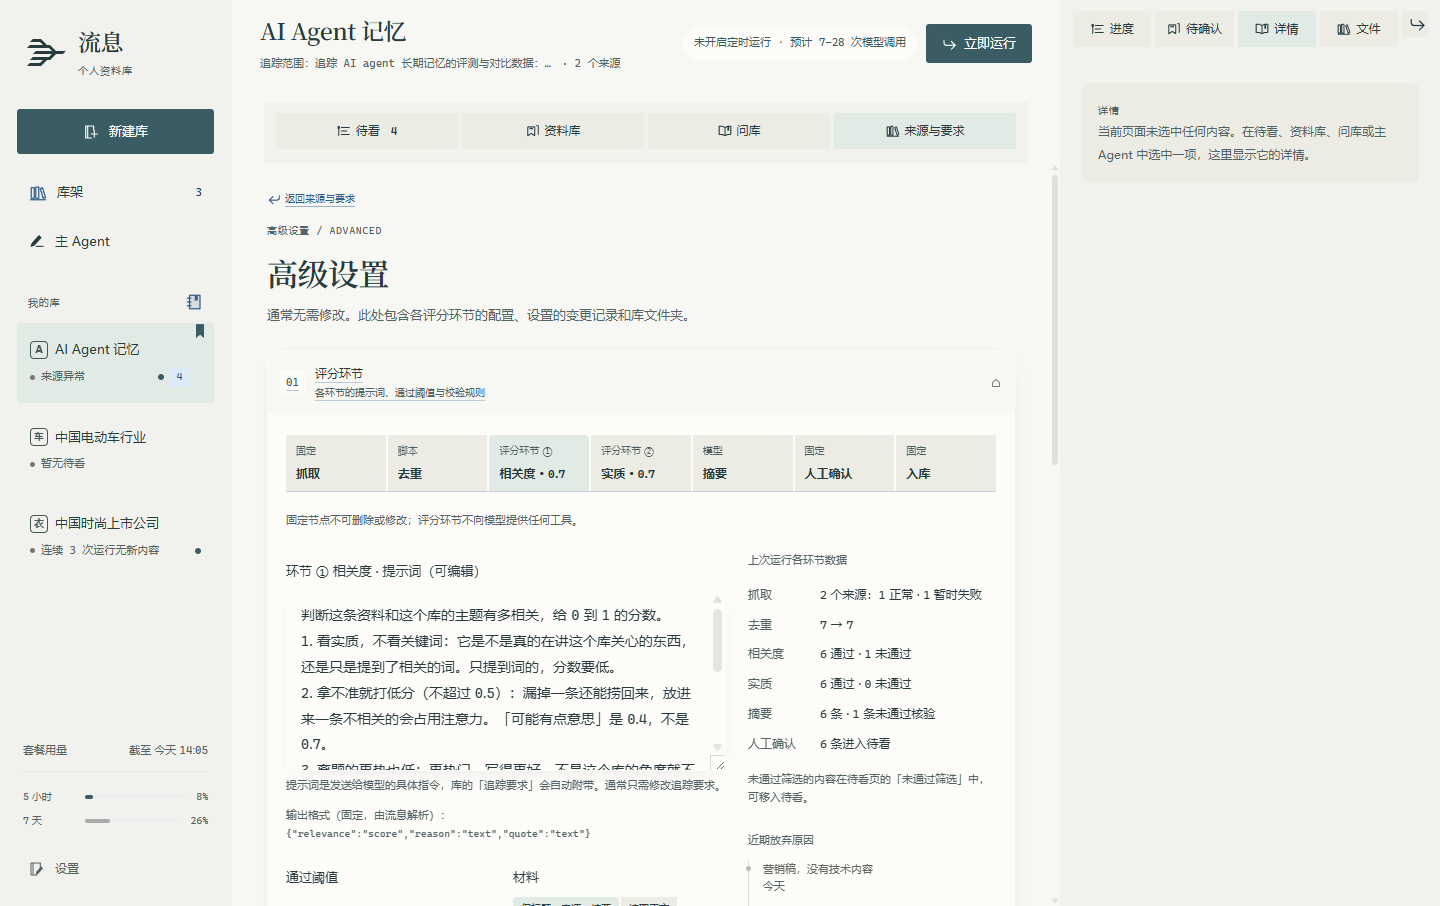 流息
个人资料库
新建库
库架 3
主 Agent
我的库
A AI Agent 记忆
来源异常 4
车 中国电动车行业
暂无待看
衣 中国时尚上市公司
连续 3 次运行无新内容
套餐用量 截至 今天 14:05
5 小时 8%
7 天 26%
设置
AI Agent 记忆
追踪范围：追踪 AI agent 长期记忆的评测与对比数据：… · 2 个来源
未开启定时运行 · 预计 7–28 次模型调用
立即运行
待看 4
资料库
问库
来源与要求
返回来源与要求
高级设置 / ADVANCED
高级设置
通常无需修改。此处包含各评分环节的配置、设置的变更记录和库文件夹。
01 评分环节
各环节的提示词、通过阈值与校验规则
固定 脚本 评分环节 ① 评分环节 ② 模型 固定 固定
抓取 去重 相关度 • 0.7 实质 • 0.7 摘要 人工确认 入库
固定节点不可删除或修改；评分环节不向模型提供任何工具。
环节 ① 相关度 · 提示词（可编辑）
判断这条资料和这个库的主题有多相关，给 0 到 1 的分数。
1. 看实质，不看关键词：它是不是真的在讲这个库关心的东西，
还是只是提到了相关的词。只提到词的，分数要低。
2. 拿不准就打低分（不超过 0.5）：漏掉一条还能捞回来，放进
来一条不相关的会占用注意力。「可能有点意思」是 0.4，不是
0.7。
提示词是发送给模型的具体指令，库的「追踪要求」会自动附带。通常只需修改追踪要求。
输出格式（固定，由流息解析）：
{"relevance":"score","reason":"text","quote":"text"}
通过阈值
材料
上次运行各环节数据
抓取 2 个来源：1 正常 · 1 暂时失败
去重 7 → 7
相关度 6 通过 · 1 未通过
实质 6 通过 · 0 未通过
摘要 6 条 · 1 条未通过核验
人工确认 6 条进入待看
未通过筛选的内容在待看页的「未通过筛选」中，
可移入待看。
近期放弃原因
营销稿，没有技术内容
今天
进度
待确认
详情
文件
详情
当前页面未选中任何内容。在待看、资料库、问库或主
Agent 中选中一项，这里显示它的详情。